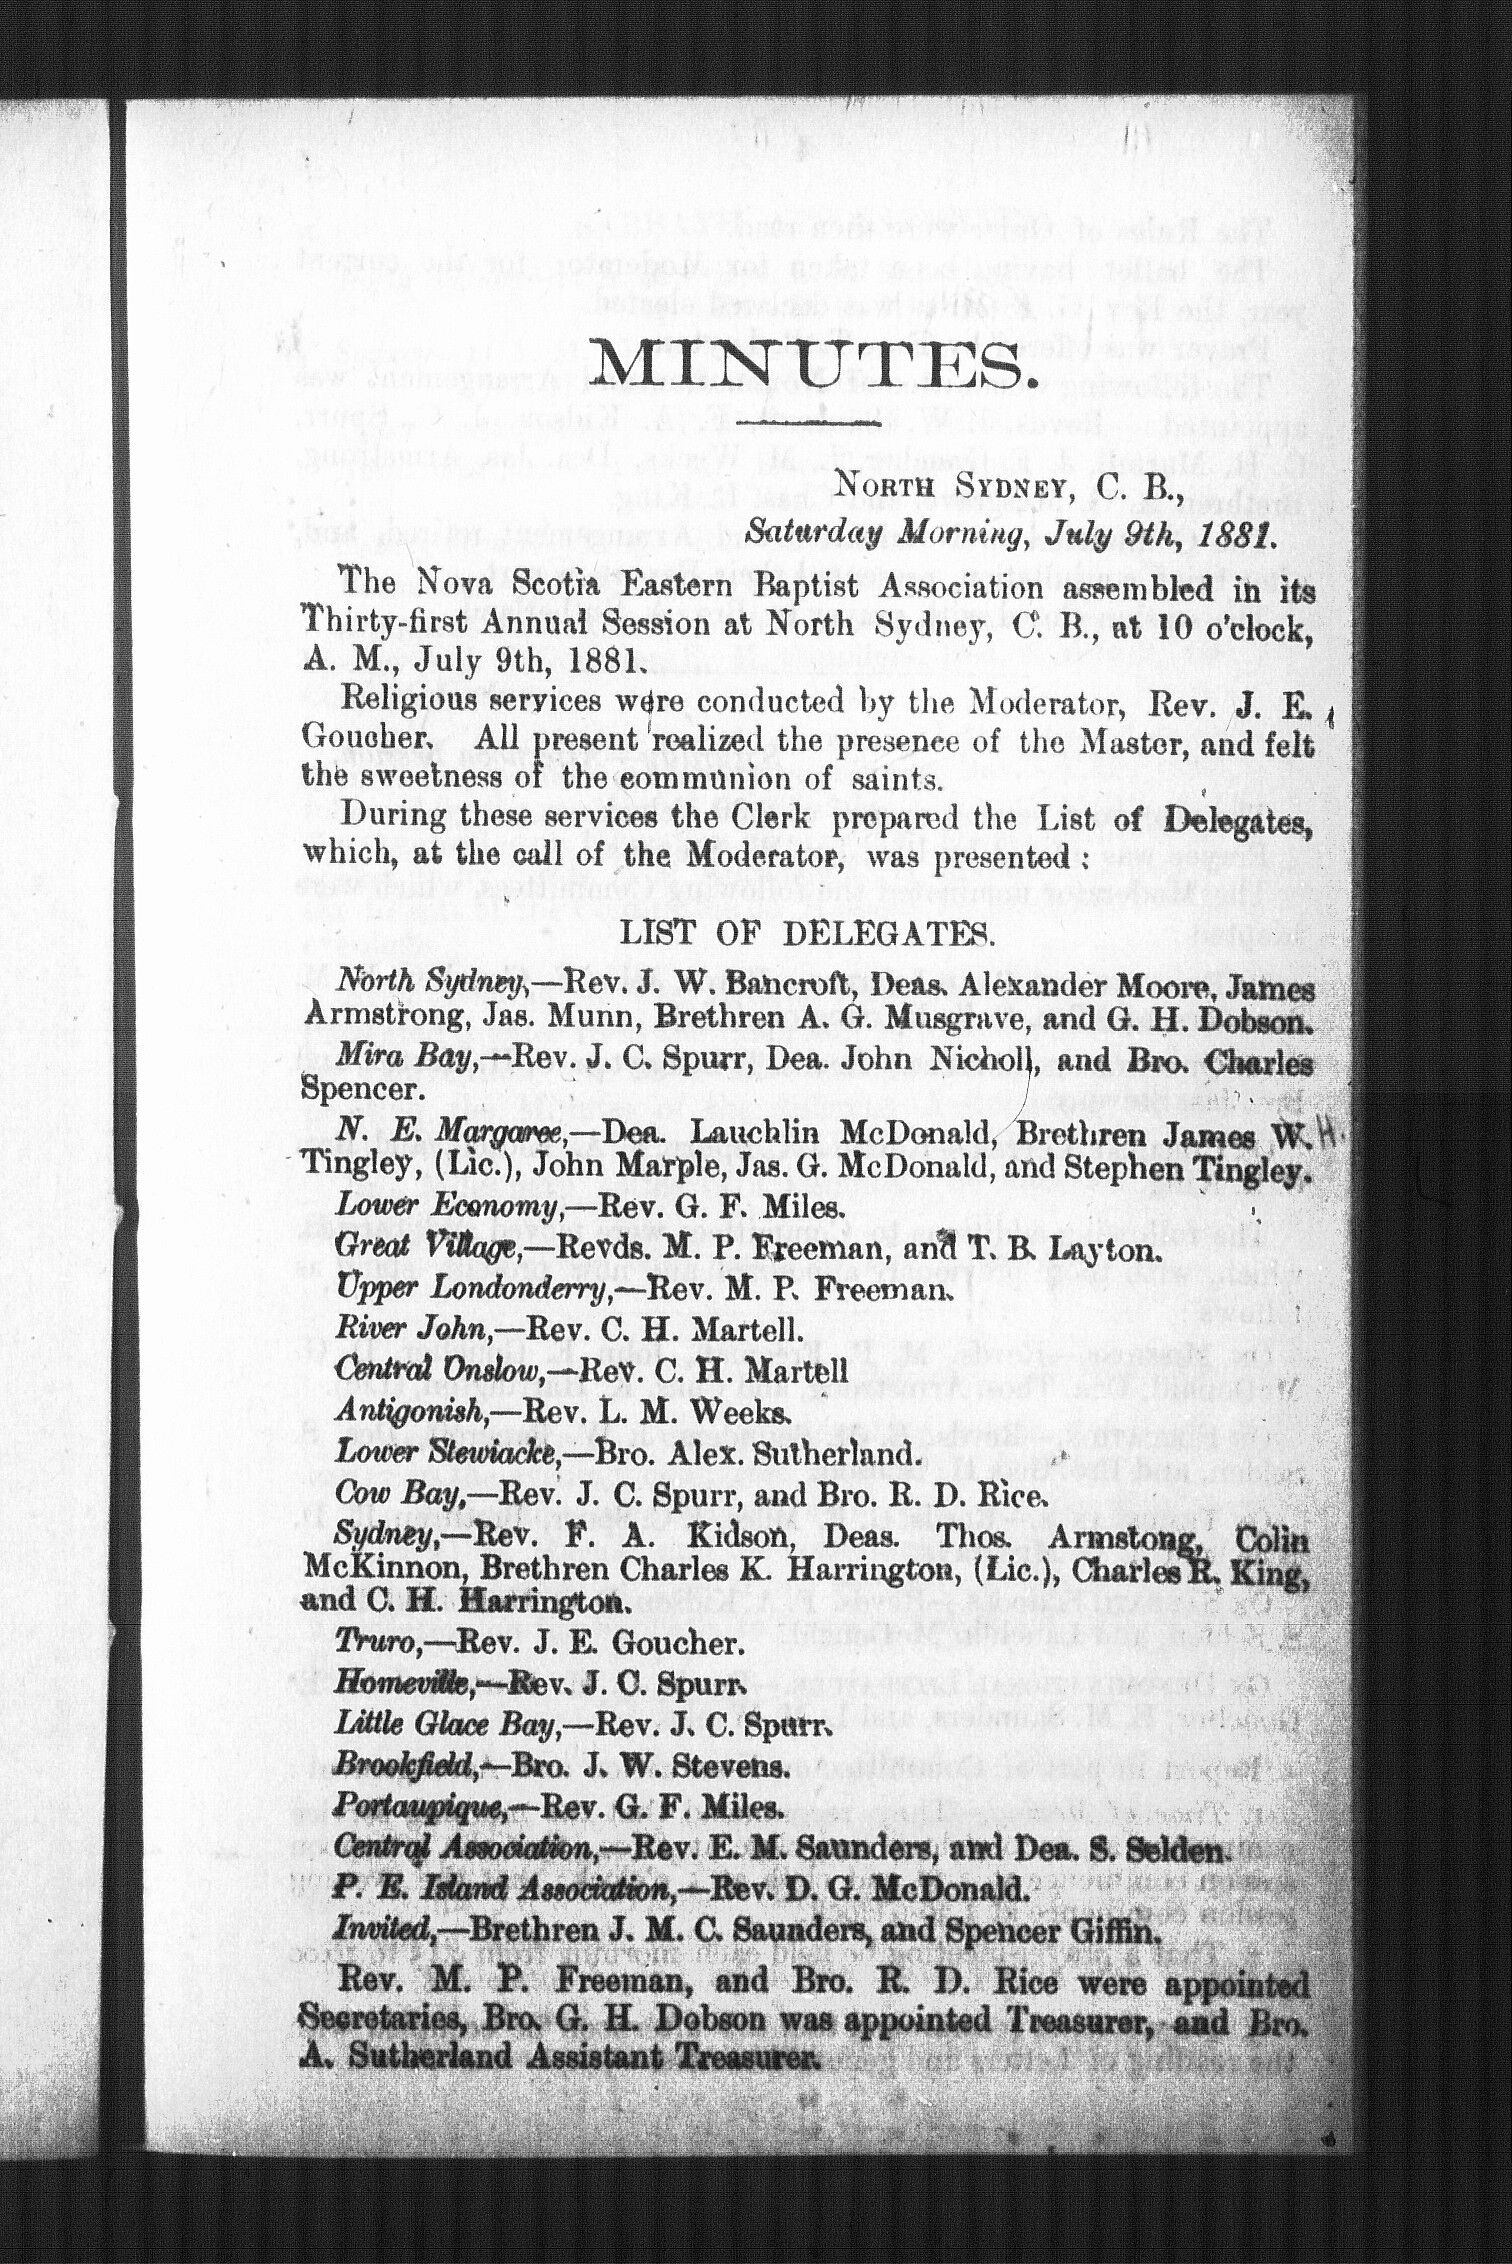 MINUTES.
NORTH SYDNEY, C. B.,
Saturday Morning, July 9th, 1881.
The Nova Scotia Eastern Baptist Association assembled in its
Thirty-first Annual Session at North Sydney, C. B., at 10 o'clock,
A. M., July 9th, 1881.
Religious services were conducted by the Moderator, Rev. J. E.
Goucher. All present realized the presence of the Master, and felt
the sweetness of the communion of saints.
During these services the Clerk prepared the List of Delegates,
which, at the call of the Moderator, was presented :
LIST OF DELEGATES.
North Sydney,—Rev. J. W. Bancroft, Deas. Alexander Moore, James
Armstrong, Jas. Munn, Brethren A. G. Musgrave, and G. H. Dobson.
Mira Bay,—Rev. J. C. Spurr, Dea. John Nicholl, and Bro. Charles
Spencer.
N. E. Margaree,—Dea. Lauchlin McDonald, Brethren James W. H.
Tingley, (Lic.), John Marple, Jas. G. McDonald, and Stephen Tingley.
Lower Economy,—Rev. G. F. Miles.
Great Village,—Revds. M. P. Freeman, and T. B. Layton.
Upper Londonderry,—Rev. M. P. Freeman.
River John,—Rev. C. H. Martell.
Central Onslow,—Rev. C. H. Martell
Antigonish,—Rev. L. M. Weeks.
Lower Stewiacke,—Bro. Alex. Sutherland.
Cow Bay,—Rev. J. C. Spurr, and Bro. R. D. Rice.
Sydney,—Rev. F. A. Kidson, Deas. Thos. Armstong, Colin
McKinnon, Brethren Charles K. Harrington, (Lic.), Charles R. King,
and C. H. Harrington.
Truro,—Rev. J. E. Goucher.
Homeville,—Rev. J. C. Spurr.
Little Glace Bay,—Rev. J. C. Spurr.
Brookfield,—Bro. J. W. Stevens.
Portaupique,—Rev. G. F. Miles.
Central Association,—Rev. E. M. Saunders, and Dea. S. Selden.
P. E. Island Association,—Rev. D. G. McDonald.
Invited,—Brethren J. M. C. Saunders, and Spencer Giffin.
Rev. M. P. Freeman, and Bro. R. D. Rice were appointed
Secretaries, Bro. G. H. Dobson was appointed Treasurer, and Bro.
A. Sutherland Assistant Treasurer.